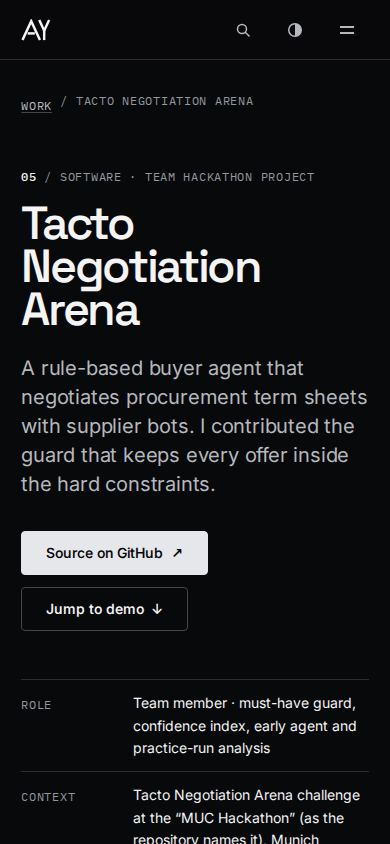 AY
WORK / TACTO NEGOTIATION ARENA
05 / SOFTWARE · TEAM HACKATHON PROJECT
Tacto
Negotiation
Arena
A rule-based buyer agent that
negotiates procurement term sheets
with supplier bots. I contributed the
guard that keeps every offer inside
the hard constraints.
Source on GitHub ↗
Jump to demo ↓
ROLE
Team member · must-have guard,
confidence index, early agent and
practice-run analysis
CONTEXT
Tacto Negotiation Arena challenge
at the “MUC Hackathon” (as the
repository names it), Munich